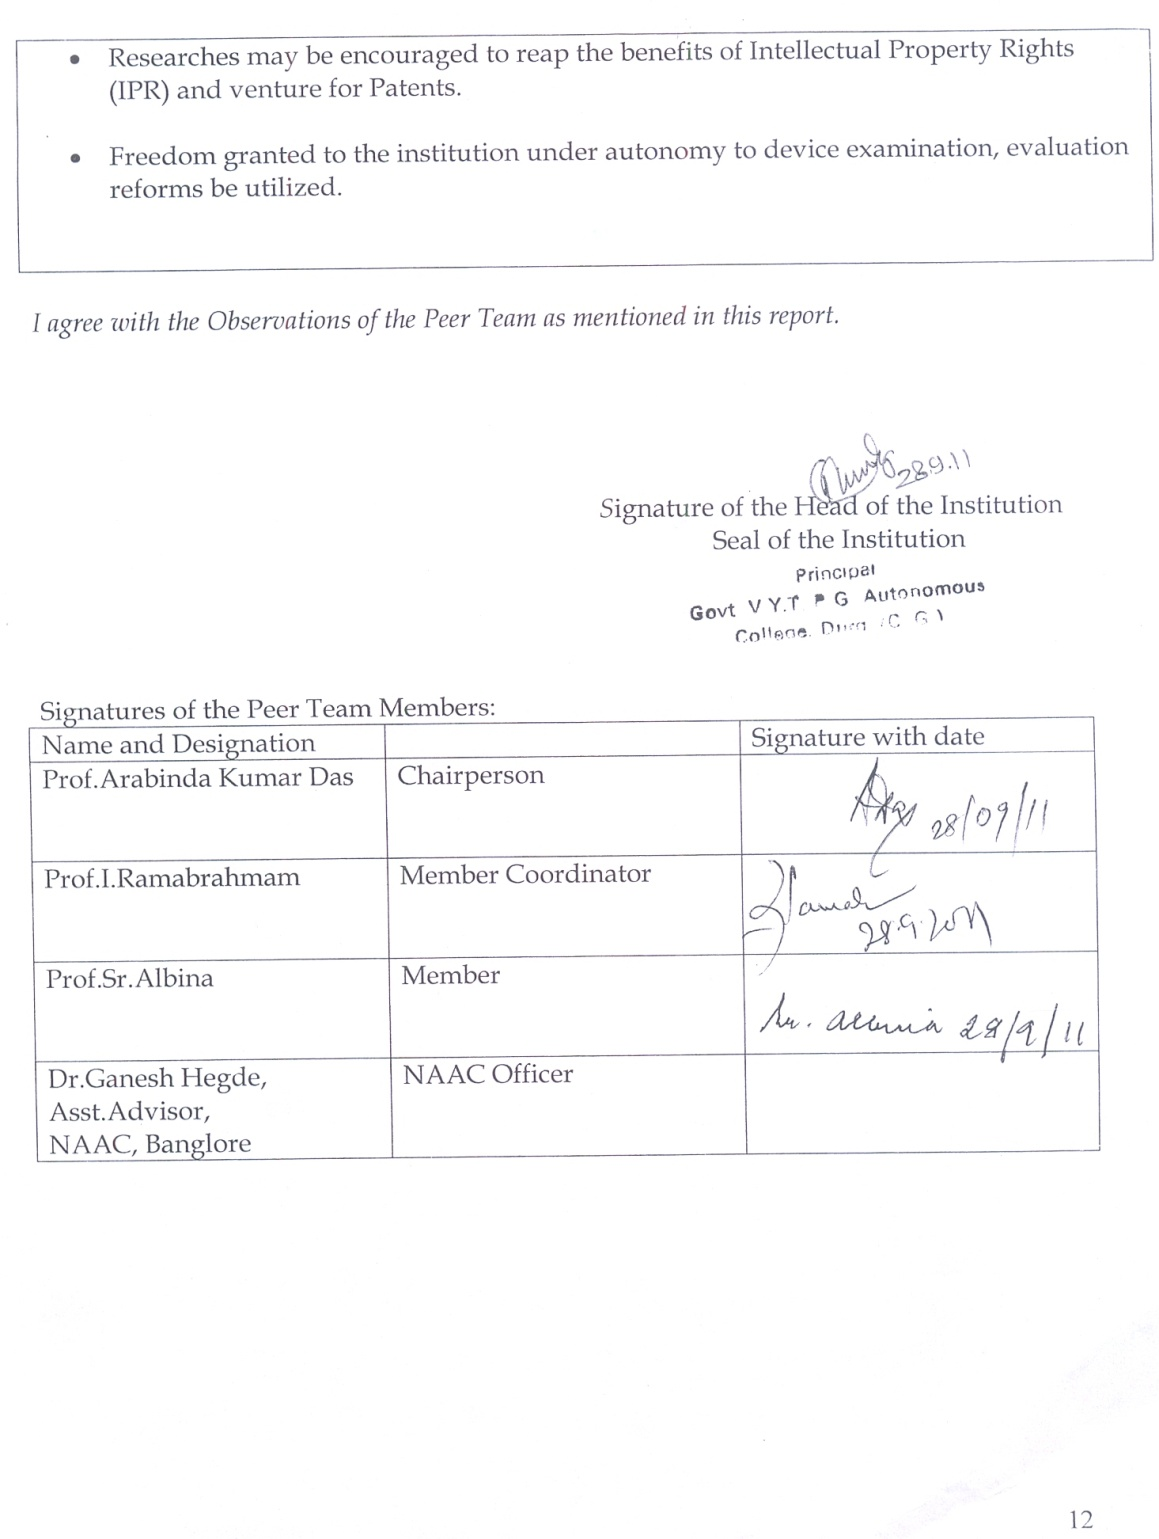 • Researches may be encouraged to reap the benefits of Intellectual Property Rights
(IPR) and venture for Patents.
• Freedom granted to the institution under autonomy to device examination, evaluation
reforms be utilized.
I agree with the Observations of the Peer Team as mentioned in this report.
28.9.11
Signature of the Head of the Institution
Seal of the Institution
Principal
Govt V.Y.T P G Autonomous
College, Durg (C G)
Signatures of the Peer Team Members:
Name and Designation Signature with date
Prof.Arabinda Kumar Das Chairperson
28/09/11
Prof.I.Ramabrahmam Member Coordinator
28.9.2011
Prof.Sr.Albina Member
Sr. 28/9/11
Dr.Ganesh Hegde, NAAC Officer
Asst.Advisor,
NAAC, Banglore
12